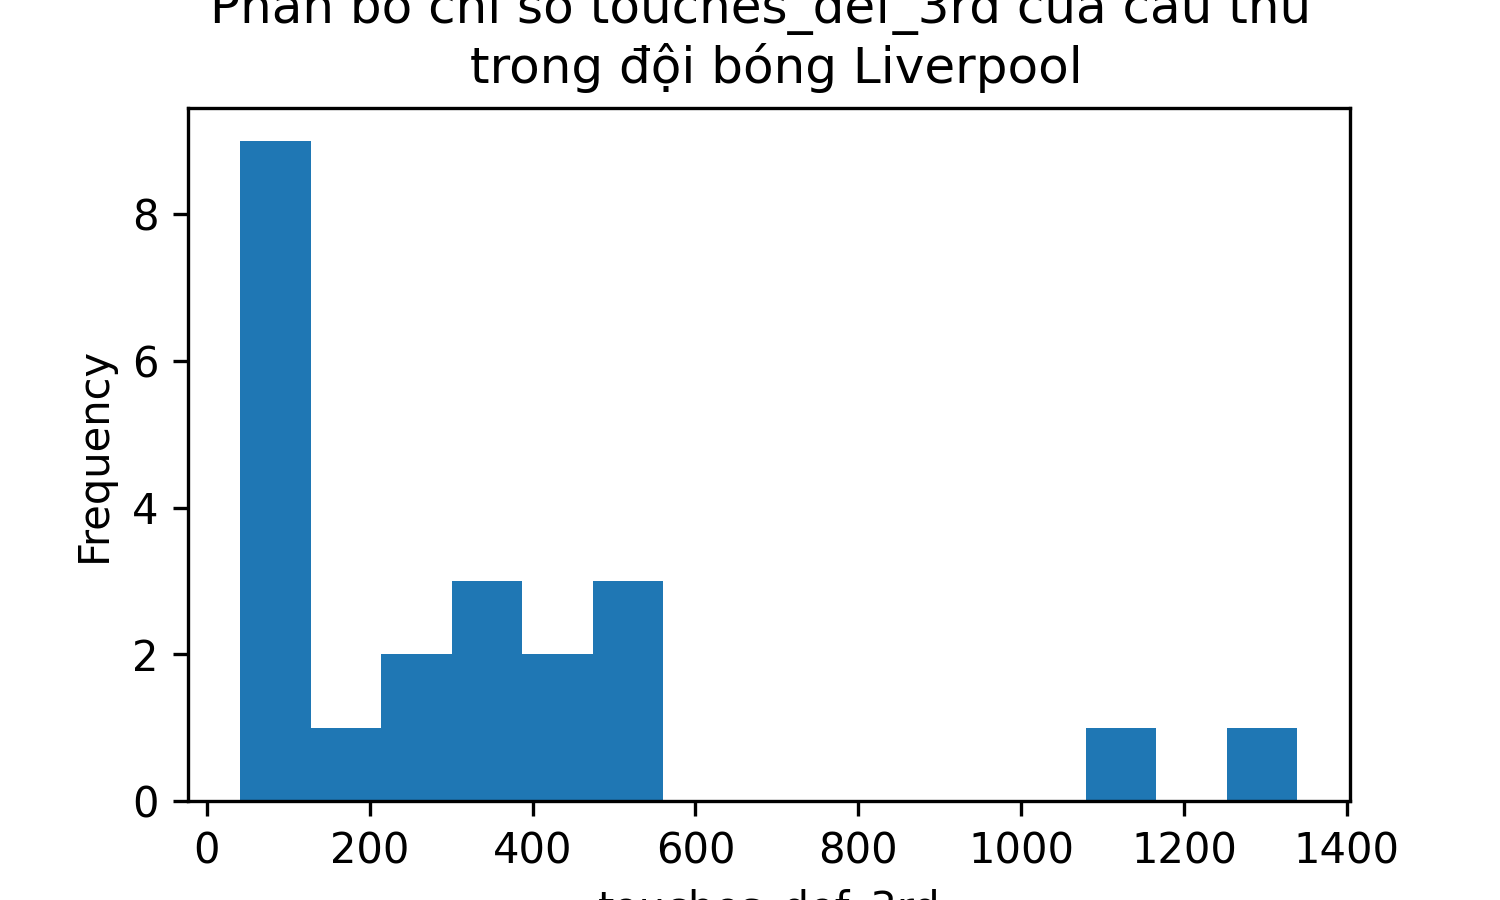 Phân bố chỉ số touches_def_3rd của cầu thủ
trong đội bóng Liverpool
Frequency
8
6
4
2
0
0 200 400 600 800 1000 1200 1400
touches_def_3rd